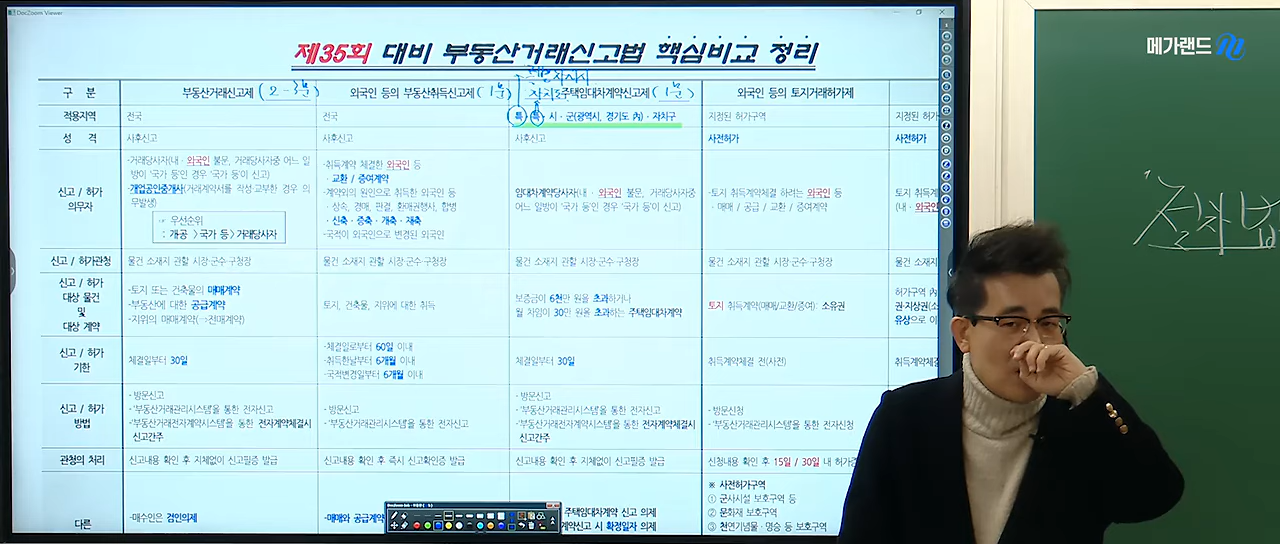 DocZoom Viewer
메가랜드
제35회 대비 부동산거래신고법 핵심비교 정리
구 분
부동산거래신고제 (2-3문)
외국인 등의 부동산취득신고제 (1문)
주택임대차계약신고제 (1문)
외국인 등의 토지거래허가제
적용지역
전국
전국
특·특·시·군(광역시, 경기도 內)·자치구
지정된 허가구역
지정된 허가
성 격
사후신고
사후신고
사후신고
사전허가
사전허가
신고 / 허가
의무자
-거래당사자(내·외국인 불문, 거래당사자중 어느 일
방이 '국가 등'인 경우 '국가 등'이 신고)
-개업공인중개사(거래계약서를 작성·교부한 경우 의
무발생)
☞ 우선순위
: 개공 > 국가 등 > 거래당사자
-취득계약 체결한 외국인 등
· 교환 / 증여계약
-계약외의 원인으로 취득한 외국인 등
· 상속, 경매, 판결, 환매권행사, 합병
· 신축·증축·개축·재축
-국적이 외국인으로 변경된 외국인
임대차계약당사자(내·외국인 불문, 거래당사자중
어느 일방이 '국가 등'인 경우 '국가 등'이 신고)
-토지 취득계약체결 하려는 외국인 등
· 매매 / 공급 / 교환 / 증여계약
토지 취득계
(내·외국인
신고 / 허가관청
물건 소재지 관할 시장·군수·구청장
물건 소재지 관할 시장·군수·구청장
물건 소재지 관할 시장·군수·구청장
물건 소재지 관할 시장·군수·구청장
물건 소재지
신고 / 허가
대상 물건
및
대상 계약
-토지 또는 건축물의 매매계약
-부동산에 대한 공급계약
-지위의 매매계약(->전매계약)
토지, 건축물, 지위에 대한 취득
보증금이 6천만 원을 초과하거나
월 차임이 30만 원을 초과하는 주택임대차계약
토지 취득계약(매매/교환/증여) : 소유권
허가구역 內
권·지상권(소
유상으로 이
신고 / 허가
기한
체결일부터 30일
-체결일로부터 60일 이내
-취득한날부터 6개월 이내
-국적변경일부터 6개월 이내
체결일부터 30일
취득계약체결 전(사전)
취득계약체결
신고 / 허가
방법
- 방문신고
- '부동산거래관리시스템'을 통한 전자신고
-'부동산거래전자계약시스템'을 통한 전자계약체결시
신고간주
- 방문신고
- '부동산거래관리시스템'을 통한 전자신고
- 방문신고
- '부동산거래관리시스템'을 통한 전자신고
-'부동산거래전자계약시스템'을 통한 전자계약체결시
신고간주
- 방문신청
- '부동산거래관리시스템'을 통한 전자신청
관청의 처리
신고내용 확인 후 지체없이 신고필증 발급
신고내용 확인 후 즉시 신고확인증 발급
신고내용 확인 후 지체없이 신고필증 발급
신청내용 확인 후 15일 / 30일 내 허가증
다른
-매수인은 검인의제
-매매와 공급계약
주택임대차계약 신고 의제
계약신고 시 확정일자 의제
※ 사전허가구역
① 군사시설 보호구역 등
② 문화재 보호구역
③ 천연기념물·명승 등 보호구역
절차법